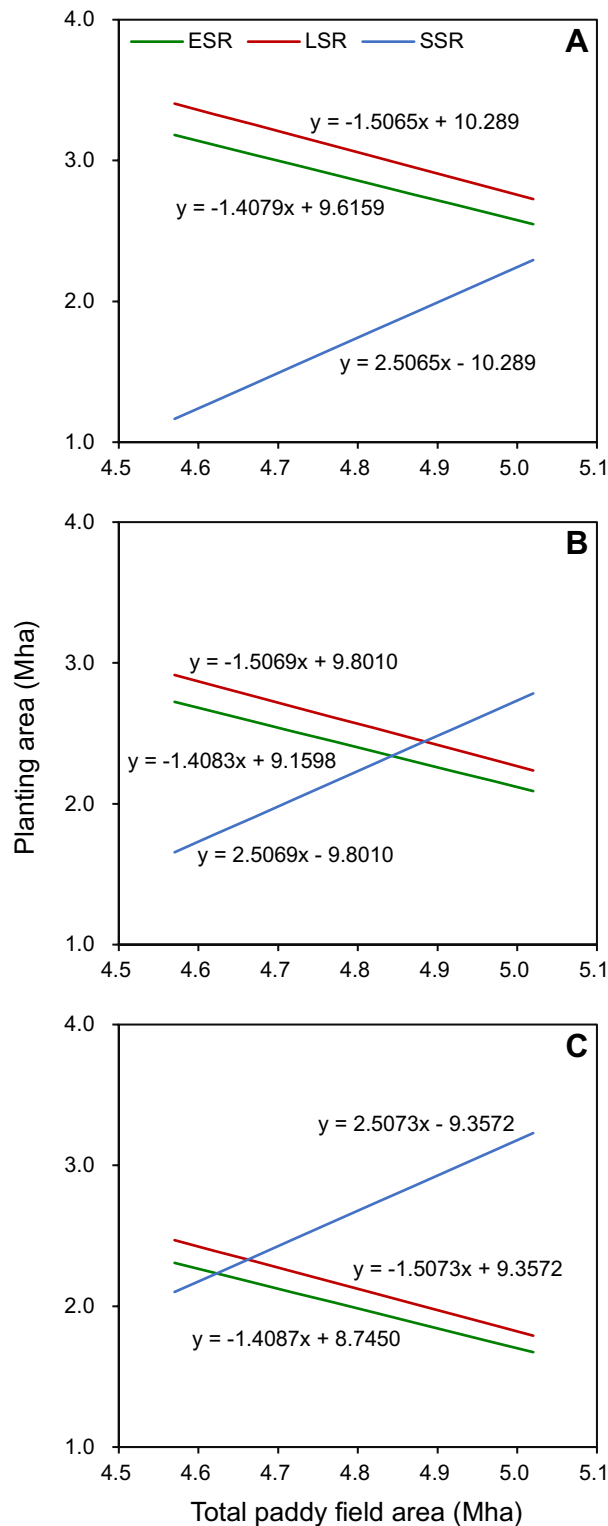 4.0
ESR LSR SSR
A
y = -1.5065x + 10.289
3.0
y = -1.4079x + 9.6159
2.0
y = 2.5065x - 10.289
1.0
4.5 4.6 4.7 4.8 4.9 5.0 5.1
4.0
B
3.0
y = -1.5069x + 9.8010
y = -1.4083x + 9.1598
2.0
y = 2.5069x - 9.8010
1.0
4.5 4.6 4.7 4.8 4.9 5.0 5.1
Planting area (Mha)
4.0
C
y = 2.5073x - 9.3572
3.0
y = -1.5073x + 9.3572
2.0
y = -1.4087x + 8.7450
1.0
4.5 4.6 4.7 4.8 4.9 5.0 5.1
Total paddy field area (Mha)